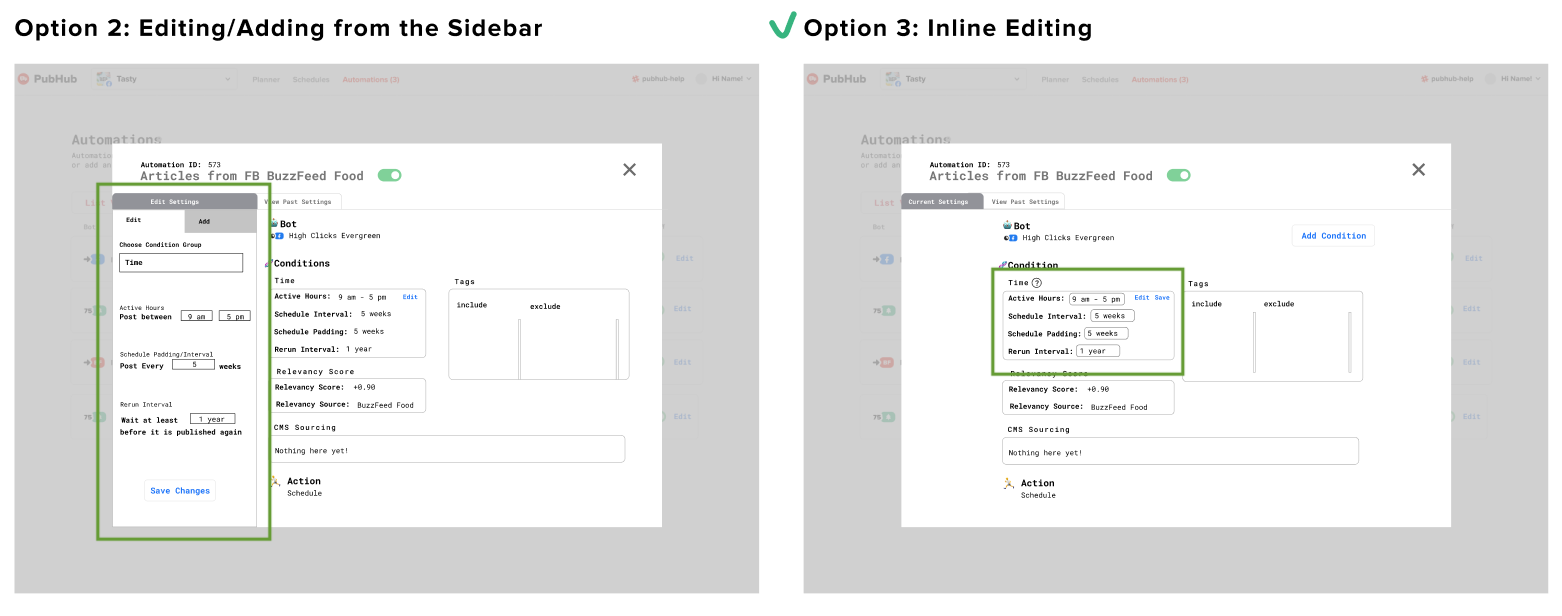 Option 2: Editing/Adding from the Sidebar
PubHub
Tasty
Planner
Schedules
Automations (3)
pubhub-help
Hi Name!
Automations
Automatio
or add an
Automation ID: 573
Articles from FB BuzzFeed Food
List
Edit Settings
View Past Settings
Edit
Add
Choose Condition Group
Time
Active Hours
Post between 9 am 5 pm
Schedule Padding/Interval
Post Every 5 weeks
Rerun Interval
Wait at least 1 year
before it is published again
Save Changes
Bot
High Clicks Evergreen
Conditions
Time
Active Hours: 9 am - 5 pm Edit
Schedule Interval: 5 weeks
Schedule Padding: 5 weeks
Rerun Interval: 1 year
Tags
include
exclude
Relevancy Score
Relevancy Score: +0.90
Relevancy Source: BuzzFeed Food
CMS Sourcing
Nothing here yet!
Action
Schedule
Bot
75
75
Edit
Edit
Edit
Edit
Option 3: Inline Editing
PubHub
Tasty
Planner
Schedules
Automations (3)
pubhub-help
Hi Name!
Automations
Automatio
or add an
Automation ID: 573
Articles from FB BuzzFeed Food
List
Current Settings
View Past Settings
Bot
High Clicks Evergreen
Add Condition
Condition
Time ?
Active Hours: 9 am - 5 pm Edit Save
Schedule Interval: 5 weeks
Schedule Padding: 5 weeks
Rerun Interval: 1 year
Tags
include
exclude
Relevancy Score
Relevancy Score: +0.90
Relevancy Source: BuzzFeed Food
CMS Sourcing
Nothing here yet!
Action
Schedule
Bot
75
75
Edit
Edit
Edit
Edit